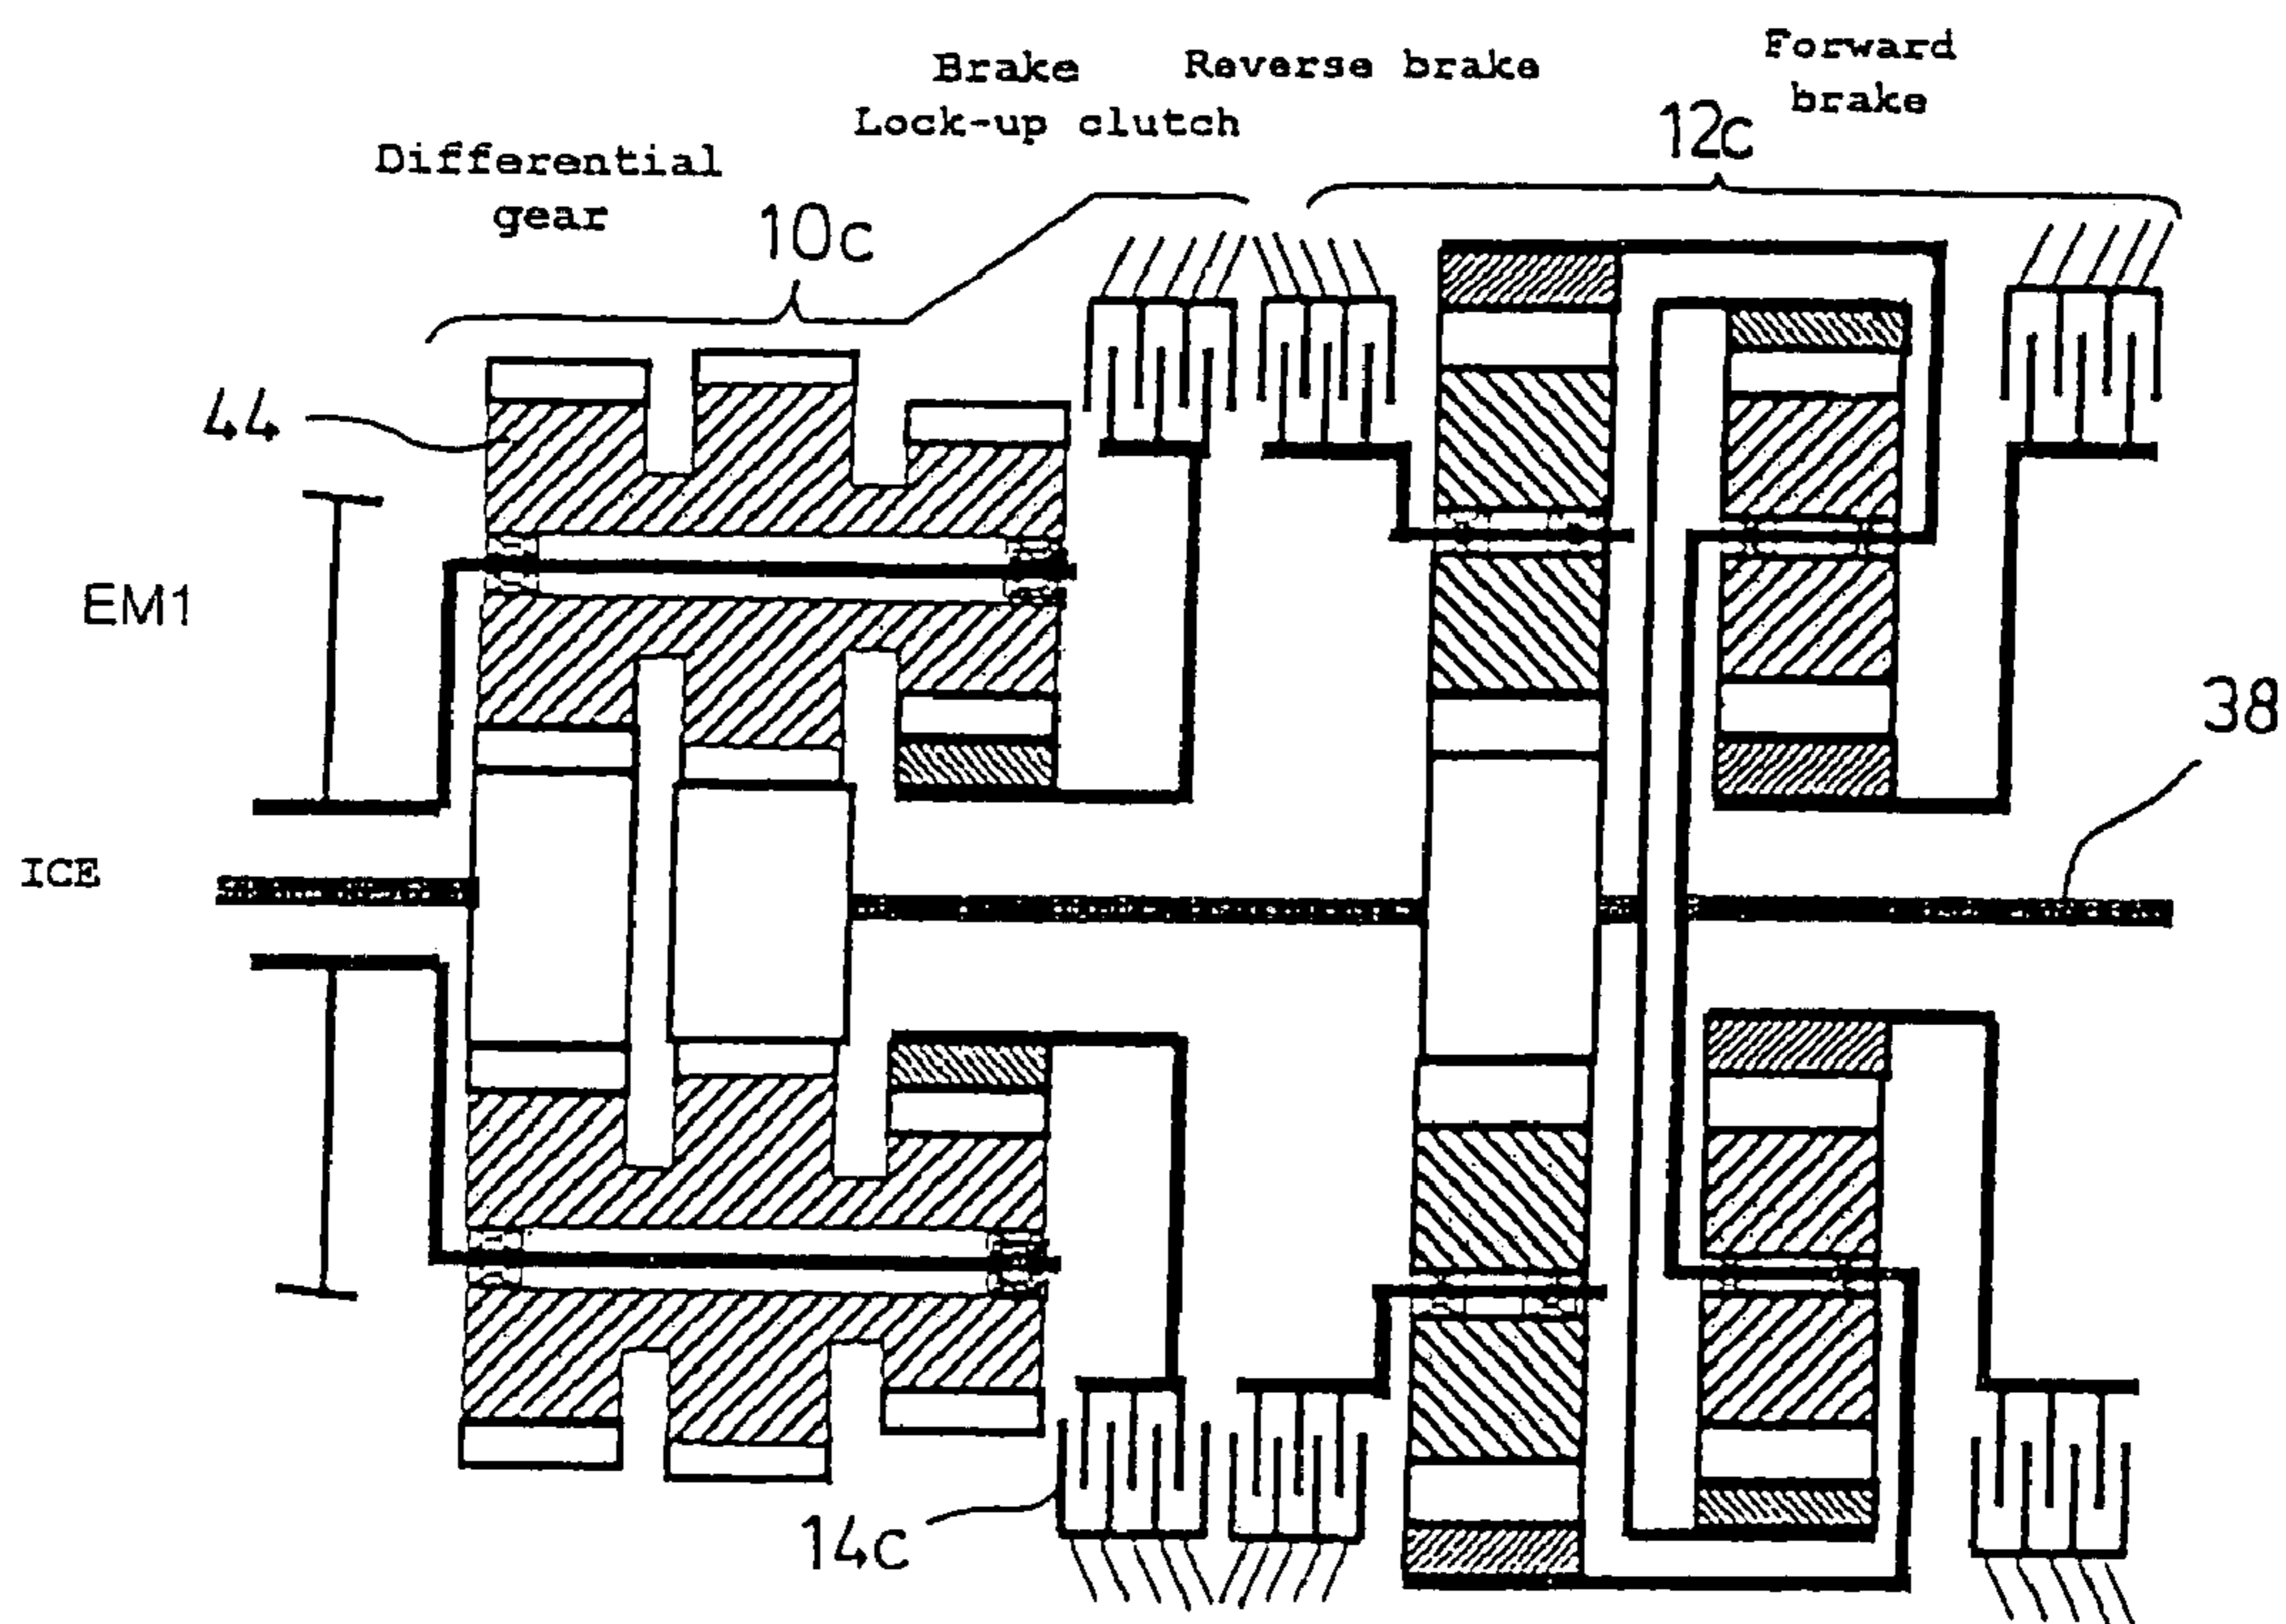 Forward
brake
Brake
Reverse brake
Lock-up clutch
12c
Differential
gear
10c
44
EM1
38
ICE
14c